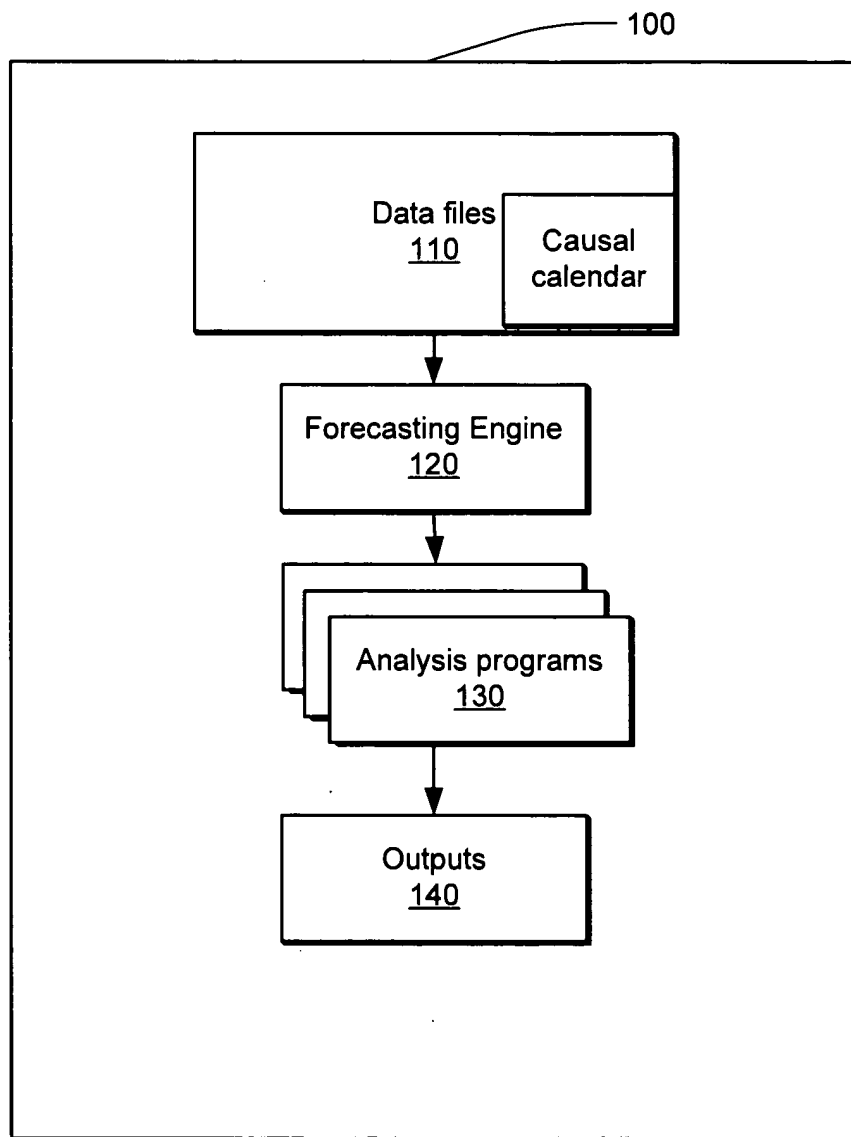 100
Data files
110
Causal
calendar
Forecasting Engine
120
Analysis programs
130
Outputs
140